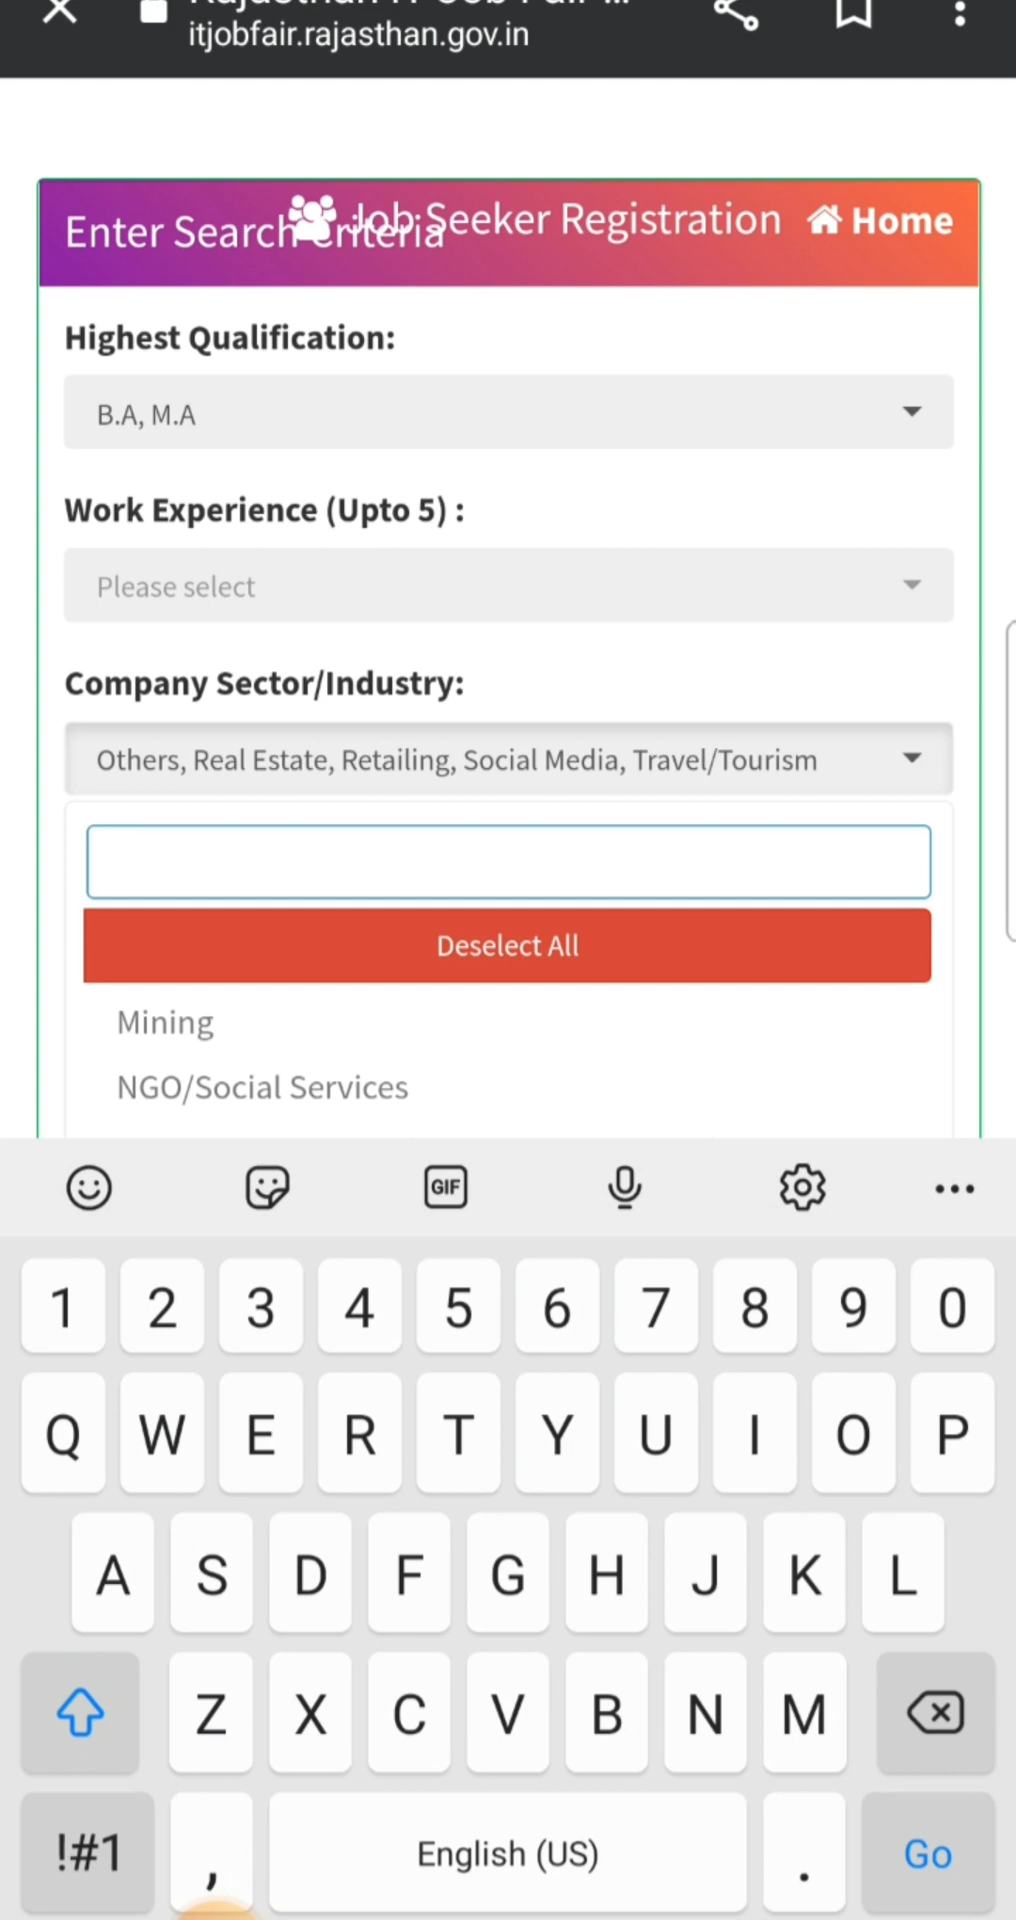 itjobfair.rajasthan.gov.in
Enter Search Criteria
Job Seeker Registration
Home
Highest Qualification:
B.A, M.A
Work Experience (Upto 5) :
Please select
Company Sector/Industry:
Others, Real Estate, Retailing, Social Media, Travel/Tourism
Deselect All
Mining
NGO/Social Services
GIF
1 2 3 4 5 6 7 8 9 0
Q W E R T Y U I O P
A S D F G H J K L
Z X C V B N M
!#1 , English (US) . Go